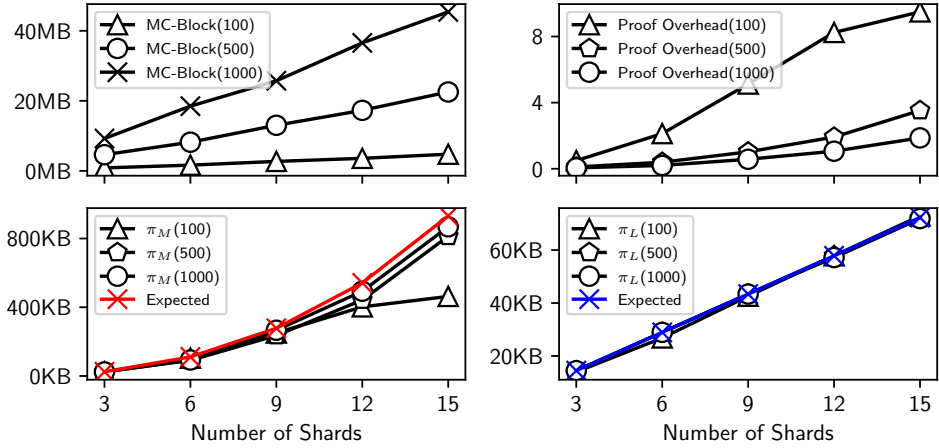 40MB
20MB
0MB
MC-Block(100)
MC-Block(500)
MC-Block(1000)
8
4
0
Proof Overhead(100)
Proof Overhead(500)
Proof Overhead(1000)
800KB
400KB
0KB
π_M(100)
π_M(500)
π_M(1000)
Expected
3 6 9 12 15
Number of Shards
60KB
40KB
20KB
π_L(100)
π_L(500)
π_L(1000)
Expected
3 6 9 12 15
Number of Shards